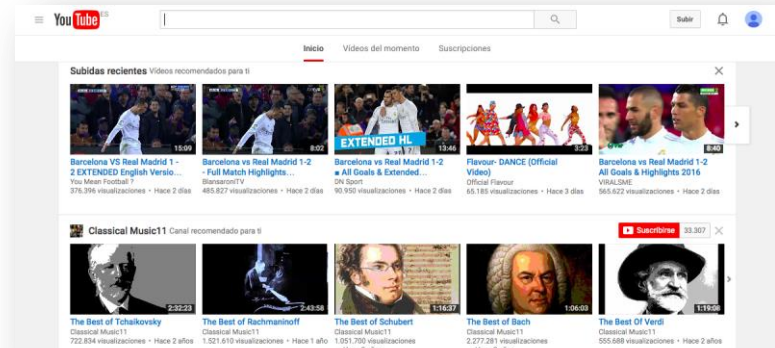 YouTube ES
Subir
Inicio Vídeos del momento Suscripciones
Subidas recientes Vídeos recomendados para ti
EXTENDED HL
15:09 8:02 13:46 3:23 8:40
Barcelona VS Real Madrid 1 -
2 EXTENDED English Versio...
You Mean Football ?
376.396 visualizaciones • Hace 2 días
Barcelona vs Real Madrid 1-2
- Full Match Highlights...
BlansaroniTV
485.827 visualizaciones • Hace 2 días
Barcelona vs Real Madrid 1-2
■ All Goals & Extended...
DN Sport
90.950 visualizaciones • Hace 2 días
Flavour- DANCE (Official
Video)
Official Flavour
65.185 visualizaciones • Hace 3 días
Barcelona vs Real Madrid 1-2
All Goals & Highlights 2016
VIRALSME
565.622 visualizaciones • Hace 2 días
Classical Music11 Canal recomendado para ti
Suscribirse 33.307
2:32:23 2:43:58 1:16:37 1:06:03 1:19:08
The Best of Tchaikovsky
Classical Music11
722.834 visualizaciones • Hace 2 años
The Best of Rachmaninoff
Classical Music11
1.521.610 visualizaciones • Hace 1 año
The Best of Schubert
Classical Music11
1.051.700 visualizaciones
The Best of Bach
Classical Music11
2.277.281 visualizaciones
The Best Of Verdi
Classical Music11
555.688 visualizaciones • Hace 2 años